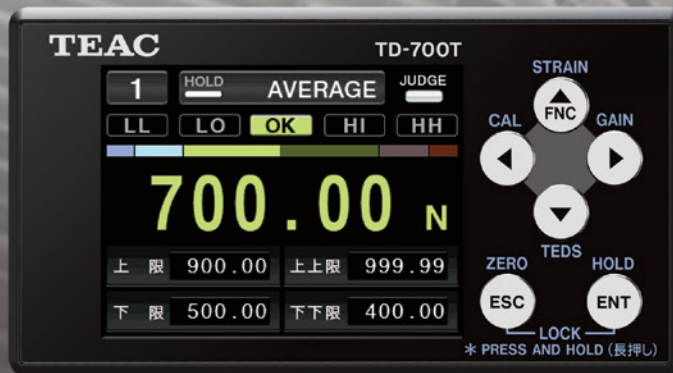 TEAC
TD-700T
1 HOLD AVERAGE JUDGE
LL LO OK HI HH
700.00 N
上 限 900.00 上上限 999.99
下 限 500.00 下下限 400.00
STRAIN
FNC
CAL GAIN
TEDS
ZERO HOLD
ESC ENT
LOCK
* PRESS AND HOLD (長押し)